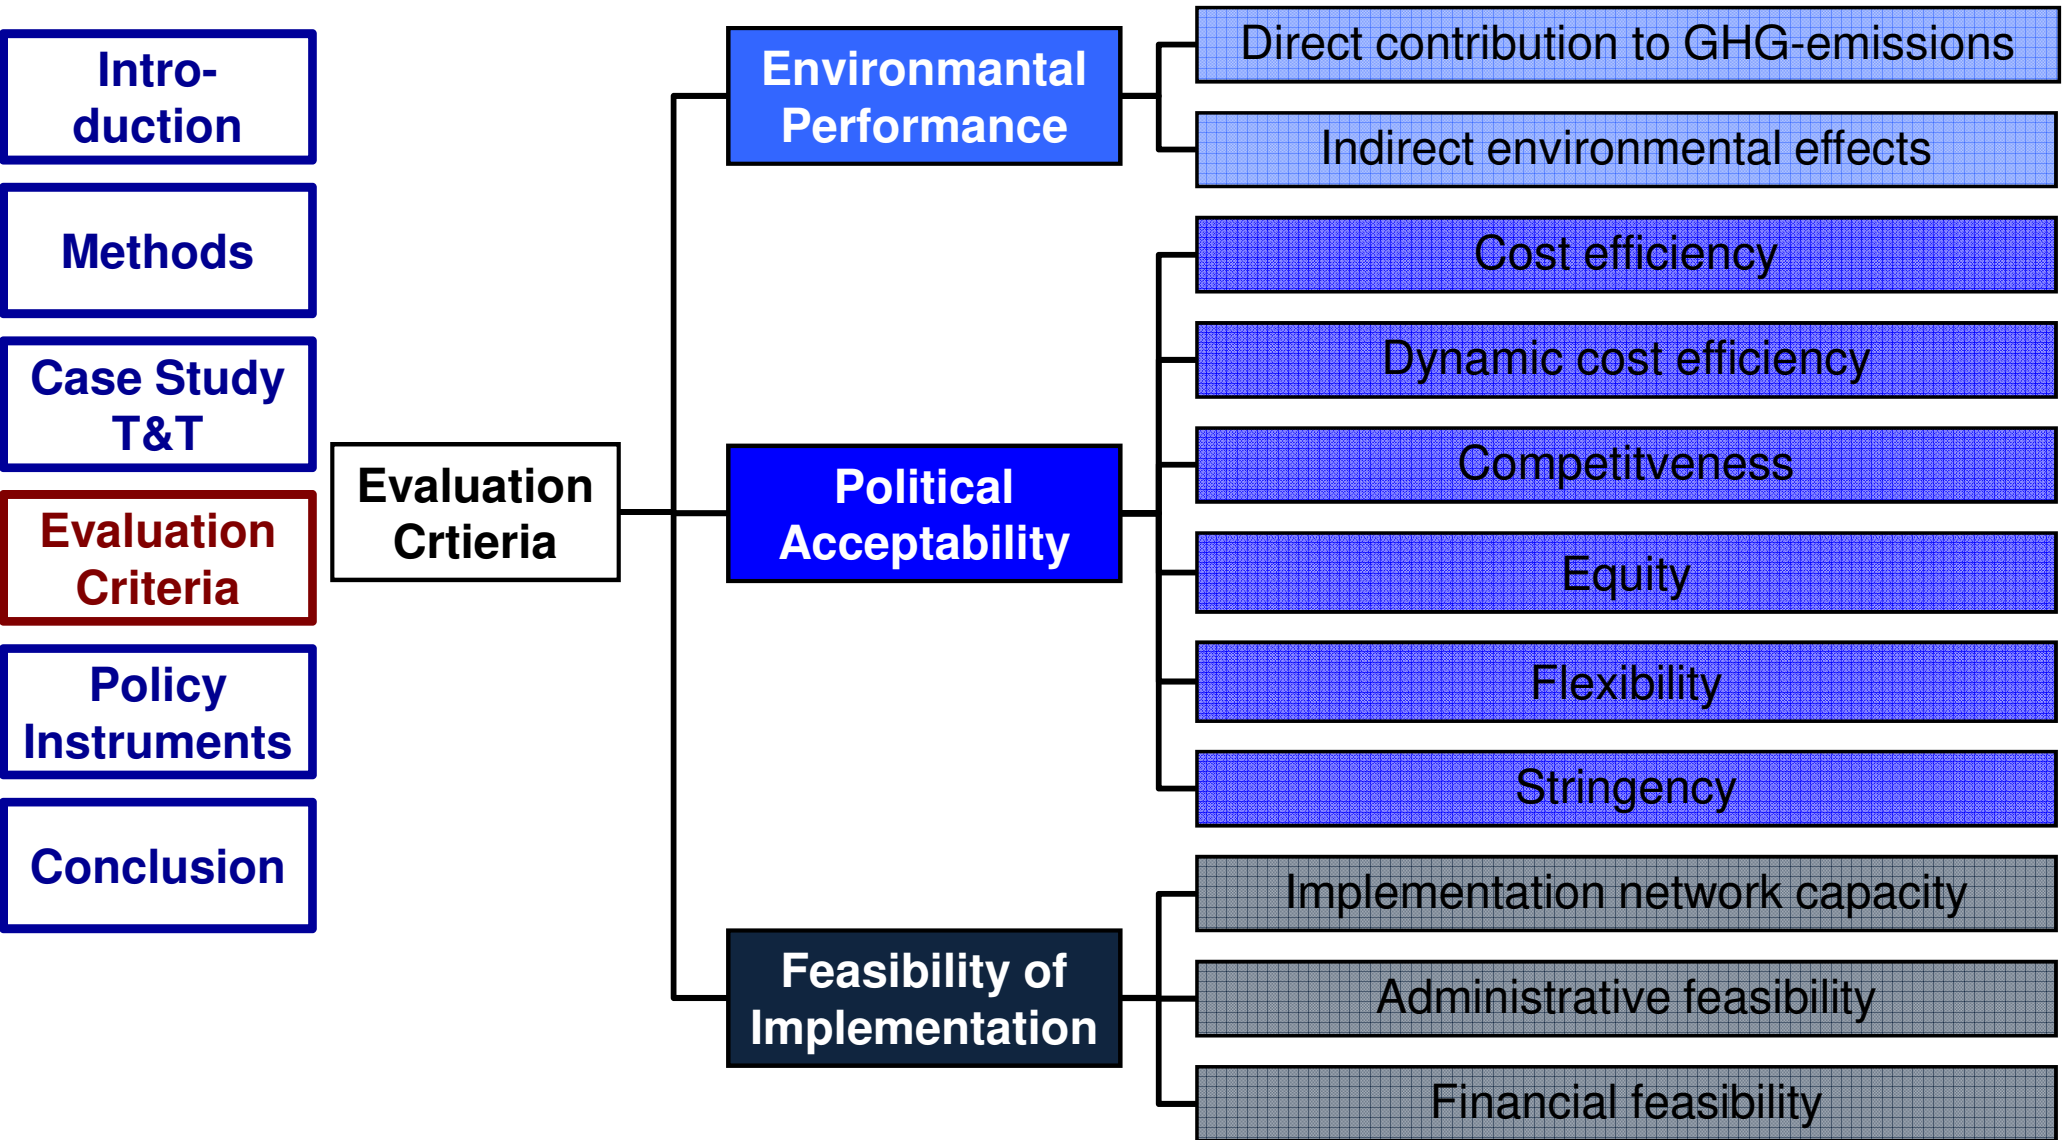 Intro-
duction
Methods
Case Study
T&T
Evaluation
Criteria
Policy
Instruments
Conclusion
Evaluation
Crtieria
Environmantal
Performance
Direct contribution to GHG-emissions
Indirect environmental effects
Political
Acceptability
Cost efficiency
Dynamic cost efficiency
Competitveness
Equity
Flexibility
Stringency
Feasibility of
Implementation
Implementation network capacity
Administrative feasibility
Financial feasibility